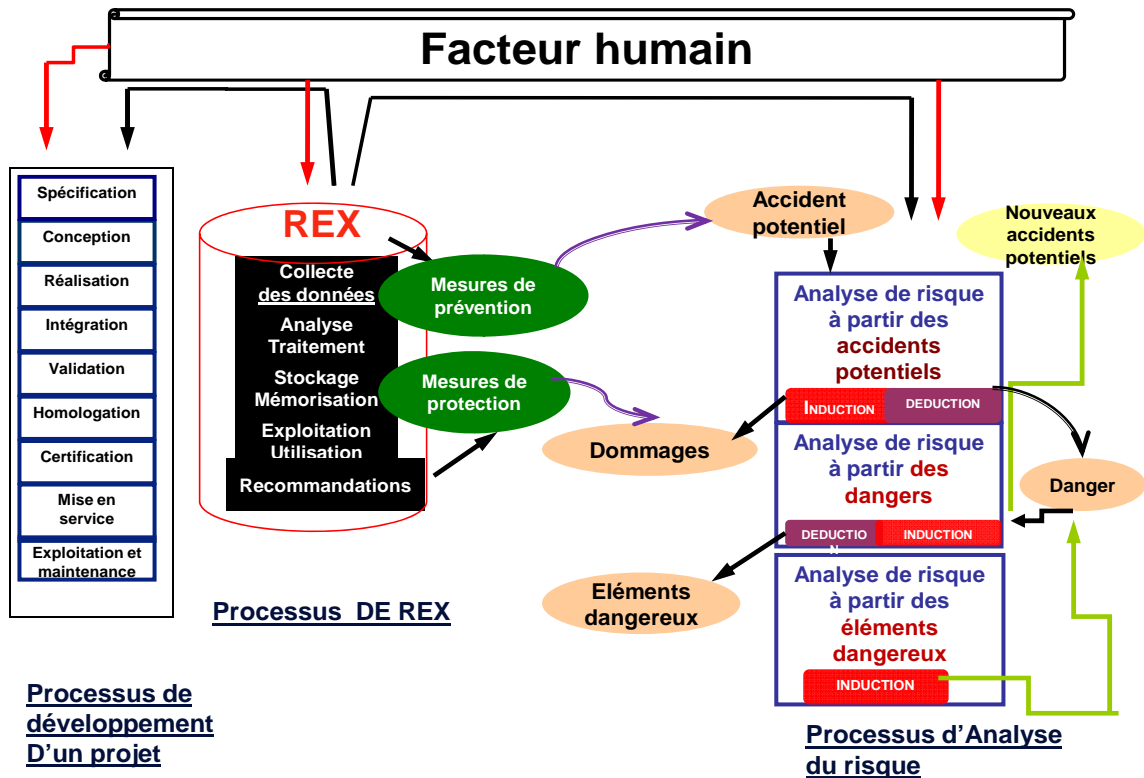 Facteur humain
Spécification
Conception
Réalisation
Intégration
Validation
Homologation
Certification
Mise en
service
Exploitation et
maintenance
Processus de
développement
D'un projet
REX
Collecte
des données
Analyse
Traitement
Stockage
Mémorisation
Exploitation
Utilisation
Recommandations
Processus DE REX
Mesures de
prévention
Mesures de
protection
Accident
potentiel
Dommages
Eléments
dangereux
Nouveaux
accidents
potentiels
Analyse de risque
à partir des
accidents
potentiels
INDUCTION
DEDUCTION
Analyse de risque
à partir des
dangers
DEDUCTIO
N
INDUCTION
Danger
Analyse de risque
à partir des
éléments
dangereux
INDUCTION
Processus d'Analyse
du risque